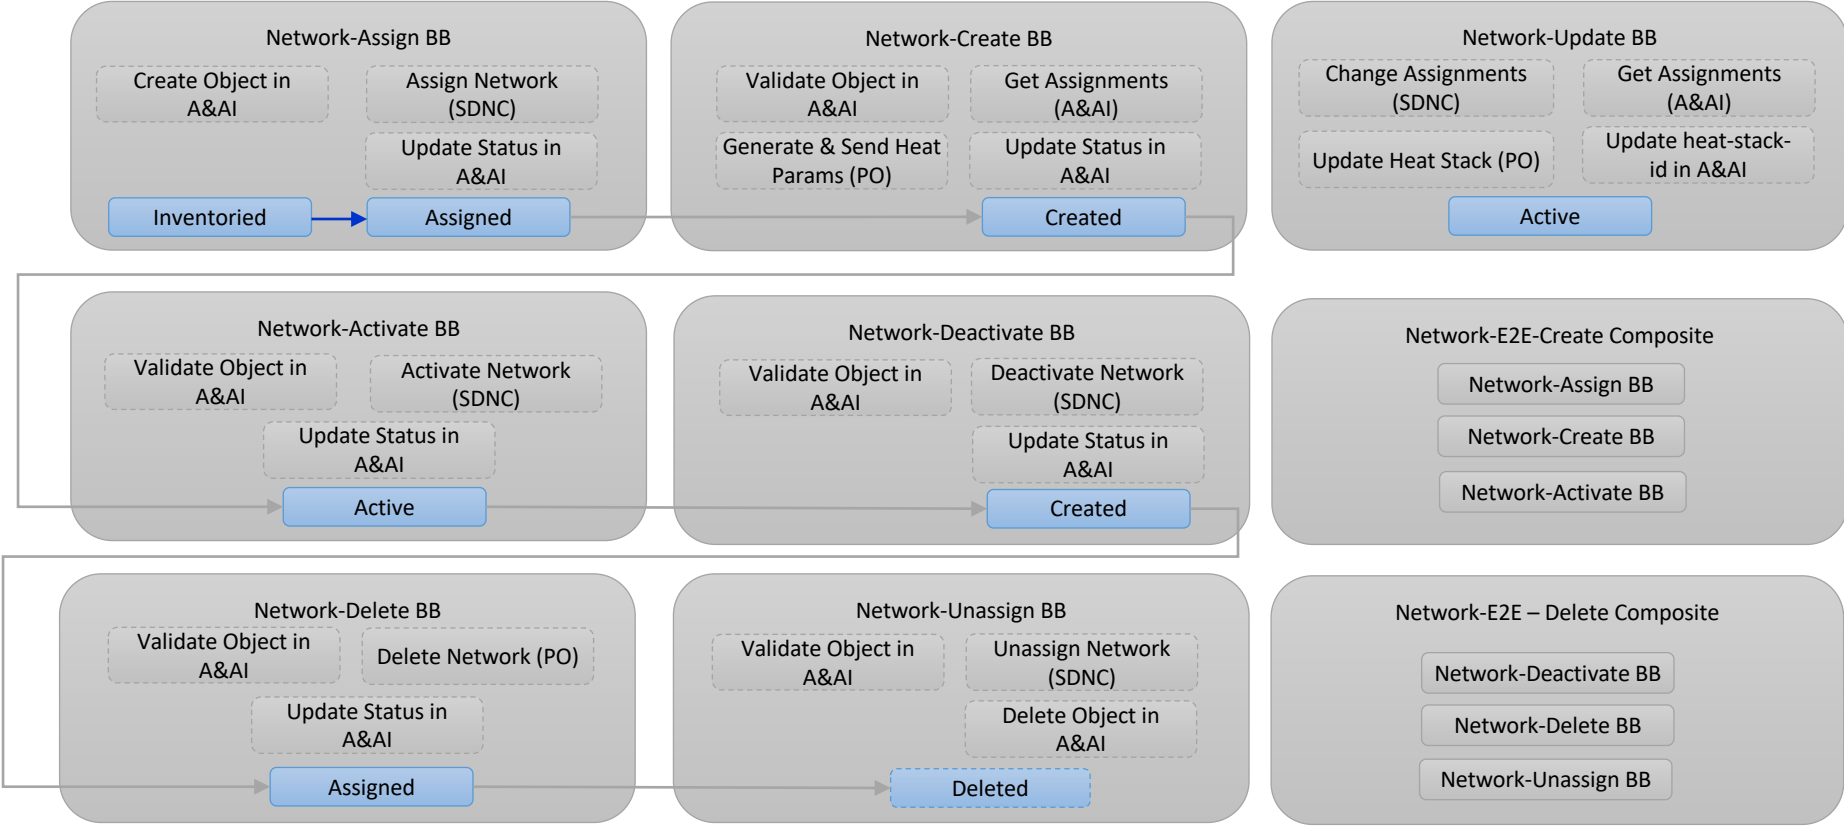 Network-Assign BB
Create Object in
A&AI
Assign Network
(SDNC)
Update Status in
A&AI
Inventoried
Assigned
Network-Create BB
Validate Object in
A&AI
Get Assignments
(A&AI)
Generate & Send Heat
Params (PO)
Update Status in
A&AI
Created
Network-Update BB
Change Assignments
(SDNC)
Get Assignments
(A&AI)
Update Heat Stack (PO)
Update heat-stack-
id in A&AI
Active
Network-Activate BB
Validate Object in
A&AI
Activate Network
(SDNC)
Update Status in
A&AI
Active
Network-Deactivate BB
Validate Object in
A&AI
Deactivate Network
(SDNC)
Update Status in
A&AI
Created
Network-E2E-Create Composite
Network-Assign BB
Network-Create BB
Network-Activate BB
Network-Delete BB
Validate Object in
A&AI
Delete Network (PO)
Update Status in
A&AI
Assigned
Network-Unassign BB
Validate Object in
A&AI
Unassign Network
(SDNC)
Delete Object in
A&AI
Deleted
Network-E2E – Delete Composite
Network-Deactivate BB
Network-Delete BB
Network-Unassign BB